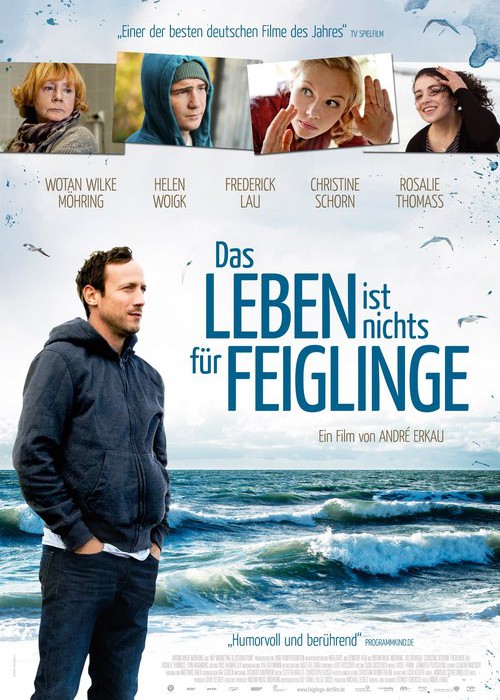 „Einer der besten deutschen Filme des Jahres“ TV SPIELFILM
WOTAN WILKE MÖHRING
HELEN WOIGK
FREDERICK LAU
CHRISTINE SCHORN
ROSALIE THOMASS
Das
LEBEN ist nichts
für FEIGLINGE
Ein Film von ANDRÉ ERKAU
„Humorvoll und berührend“ PROGRAMMKINO.DE